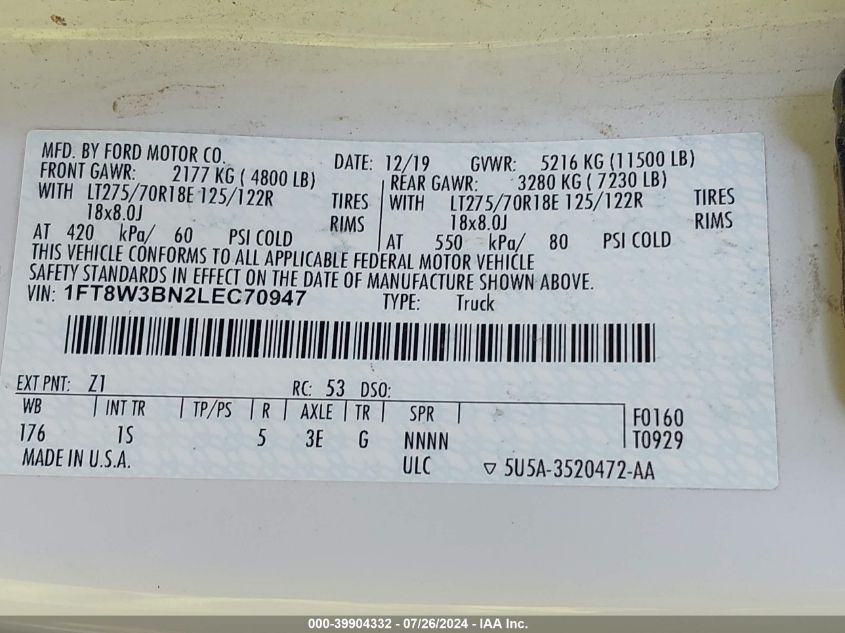 MFD. BY FORD MOTOR CO. DATE: 12/19 GVWR: 5216 KG (11500 LB)
FRONT GAWR: 2177 KG ( 4800 LB) REAR GAWR: 3280 KG ( 7230 LB)
WITH LT275/70R18E 125/122R TIRES WITH LT275/70R18E 125/122R TIRES
18x8.0J RIMS 18x8.0J RIMS
AT 420 kPa/ 60 PSI COLD AT 550 kPa/ 80 PSI COLD
THIS VEHICLE CONFORMS TO ALL APPLICABLE FEDERAL MOTOR VEHICLE
SAFETY STANDARDS IN EFFECT ON THE DATE OF MANUFACTURE SHOWN ABOVE.
VIN: 1FT8W3BN2LEC70947 TYPE: Truck
EXT PNT: Z1 RC: 53 DSO:
WB INT TR TP/PS R AXLE TR SPR F0160
176 1S 5 3E G NNNN T0929
MADE IN U.S.A. ULC 5U5A-3520472-AA
000-39904332 - 07/26/2024 - IAA Inc.